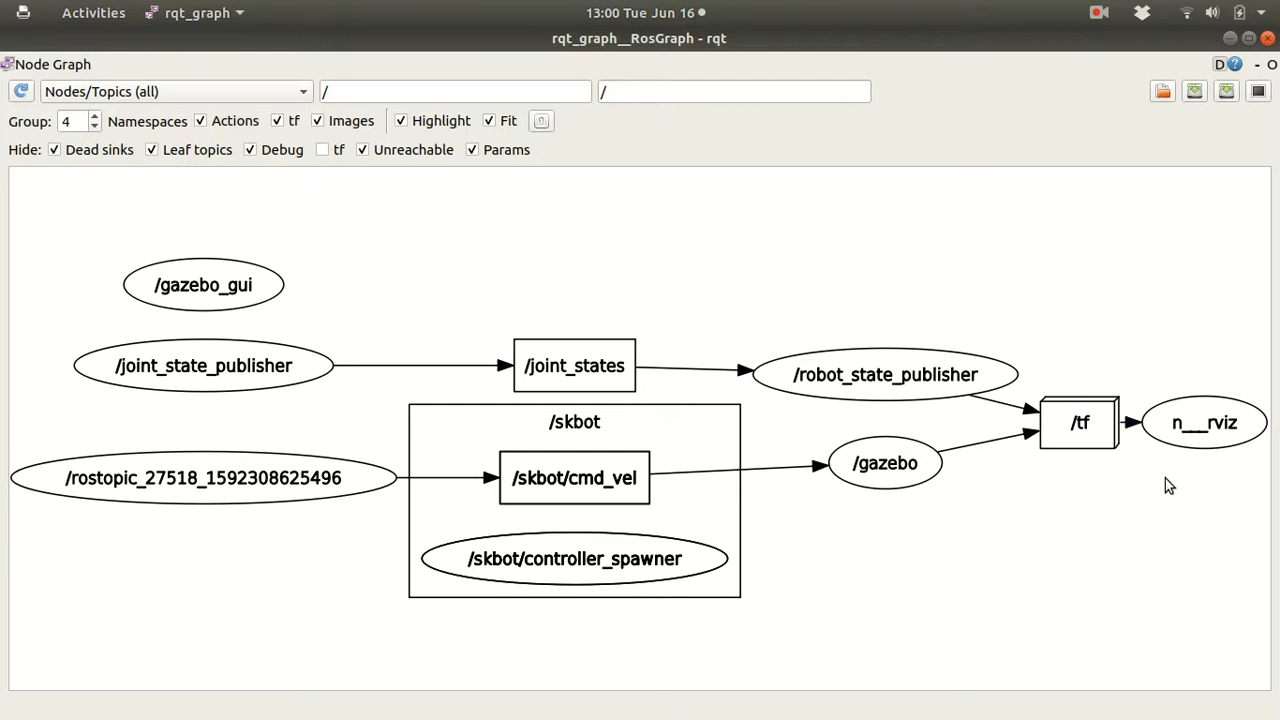 Activities rqt_graph 13:00 Tue Jun 16
rqt_graph__RosGraph - rqt
Node Graph D ? - O
Nodes/Topics (all) / /
Group: 4 Namespaces Actions tf Images Highlight Fit
Hide: Dead sinks Leaf topics Debug tf Unreachable Params
/gazebo_gui
/joint_state_publisher /joint_states /robot_state_publisher
/skbot /tf n___rviz
/rostopic_27518_1592308625496 /skbot/cmd_vel /gazebo
/skbot/controller_spawner